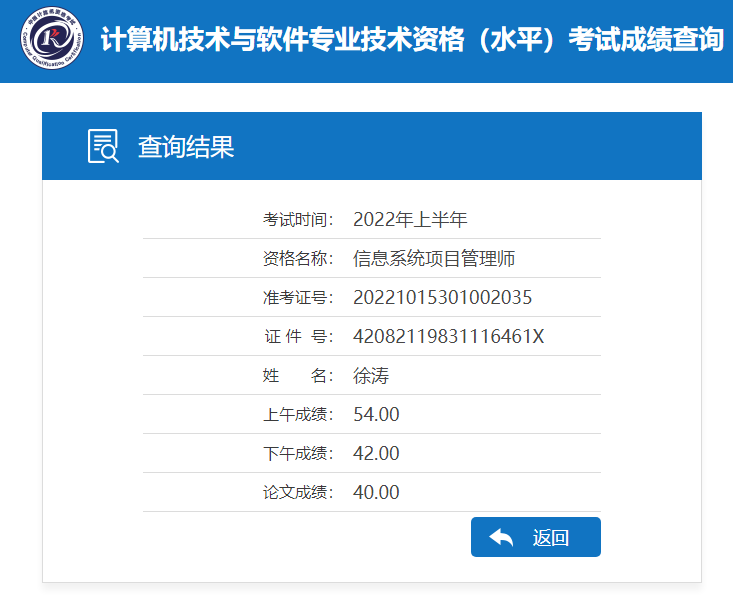 计算机技术与软件专业技术资格（水平）考试成绩查询
查询结果
考试时间： 2022年上半年
资格名称： 信息系统项目管理师
准考证号： 20221015301002035
证 件 号： 42082119831116461X
姓 名： 徐涛
上午成绩： 54.00
下午成绩： 42.00
论文成绩： 40.00
返回